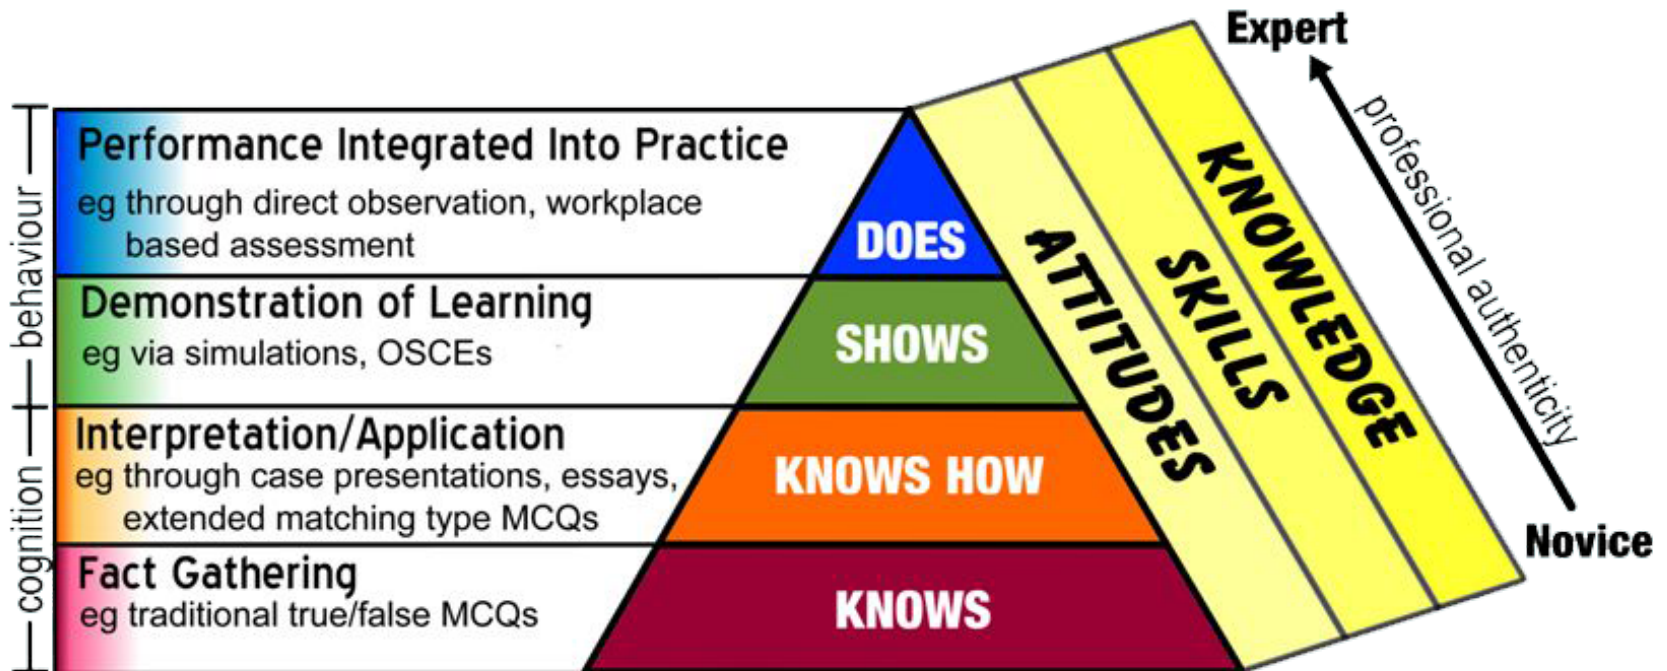 Expert
Performance Integrated Into Practice
eg through direct observation, workplace
based assessment
DOES
Demonstration of Learning
eg via simulations, OSCEs
SHOWS
behaviour
Interpretation/Application
eg through case presentations, essays,
extended matching type MCQs
KNOWS HOW
Fact Gathering
eg traditional true/false MCQs
KNOWS
cognition
ATTITUDES
SKILLS
KNOWLEDGE
professional authenticity
Novice